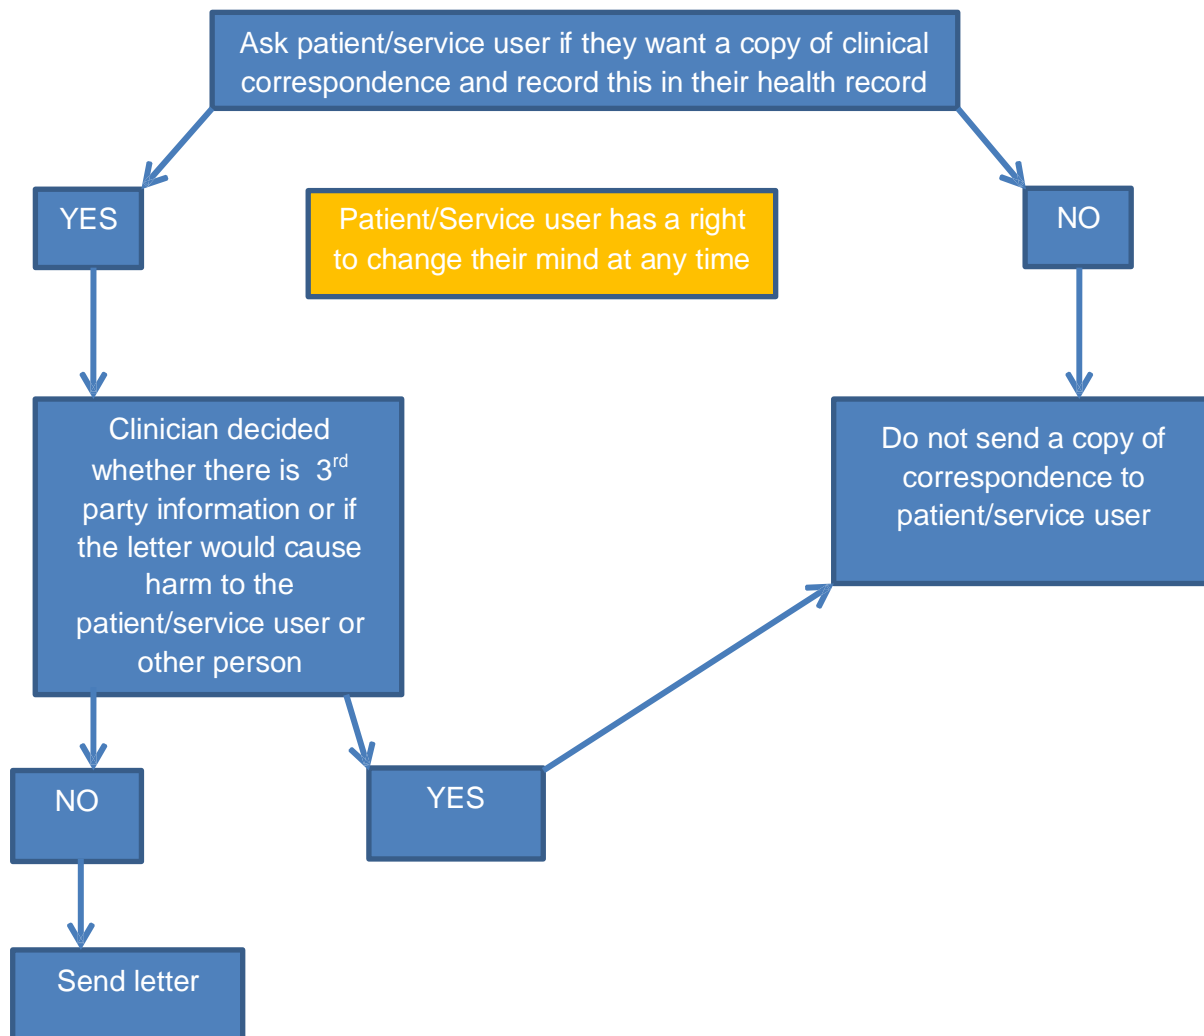 Ask patient/service user if they want a copy of clinical
correspondence and record this in their health record
YES
Patient/Service user has a right
to change their mind at any time
NO
Clinician decided
whether there is 3rd
party information or if
the letter would cause
harm to the
patient/service user or
other person
Do not send a copy of
correspondence to
patient/service user
NO
YES
Send letter